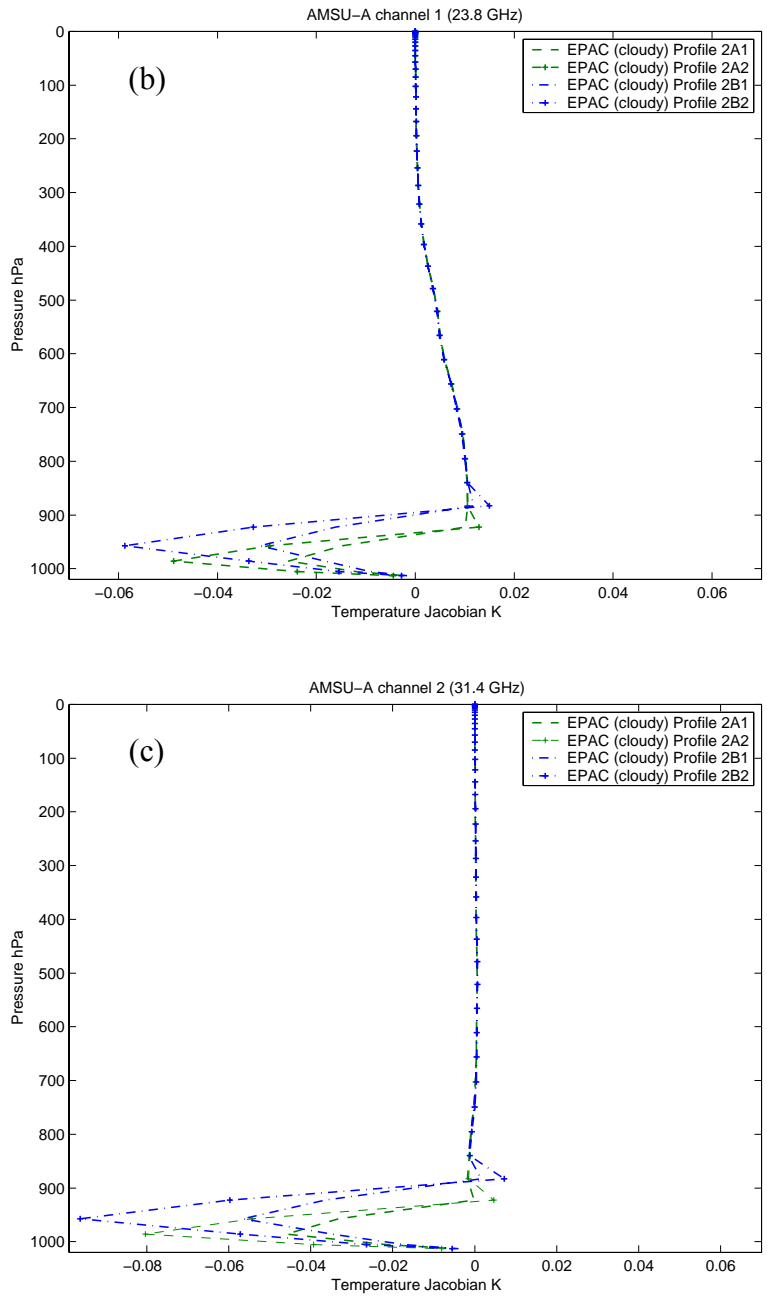 AMSU−A channel 1 (23.8 GHz)
(b)
EPAC (cloudy) Profile 2A1
EPAC (cloudy) Profile 2A2
EPAC (cloudy) Profile 2B1
EPAC (cloudy) Profile 2B2
0
100
200
300
400
500
600
700
800
900
1000
Pressure hPa
−0.06
−0.04
−0.02
0
0.02
0.04
0.06
Temperature Jacobian K
AMSU−A channel 2 (31.4 GHz)
(c)
EPAC (cloudy) Profile 2A1
EPAC (cloudy) Profile 2A2
EPAC (cloudy) Profile 2B1
EPAC (cloudy) Profile 2B2
0
100
200
300
400
500
600
700
800
900
1000
Pressure hPa
−0.08
−0.06
−0.04
−0.02
0
0.02
0.04
0.06
Temperature Jacobian K